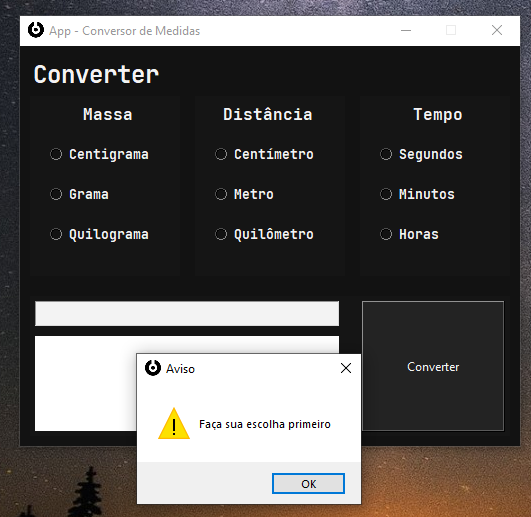 App - Conversor de Medidas
Converter
Massa
Centigrama
Grama
Quilograma
Distância
Centímetro
Metro
Quilômetro
Tempo
Segundos
Minutos
Horas
Converter
Aviso
Faça sua escolha primeiro
OK